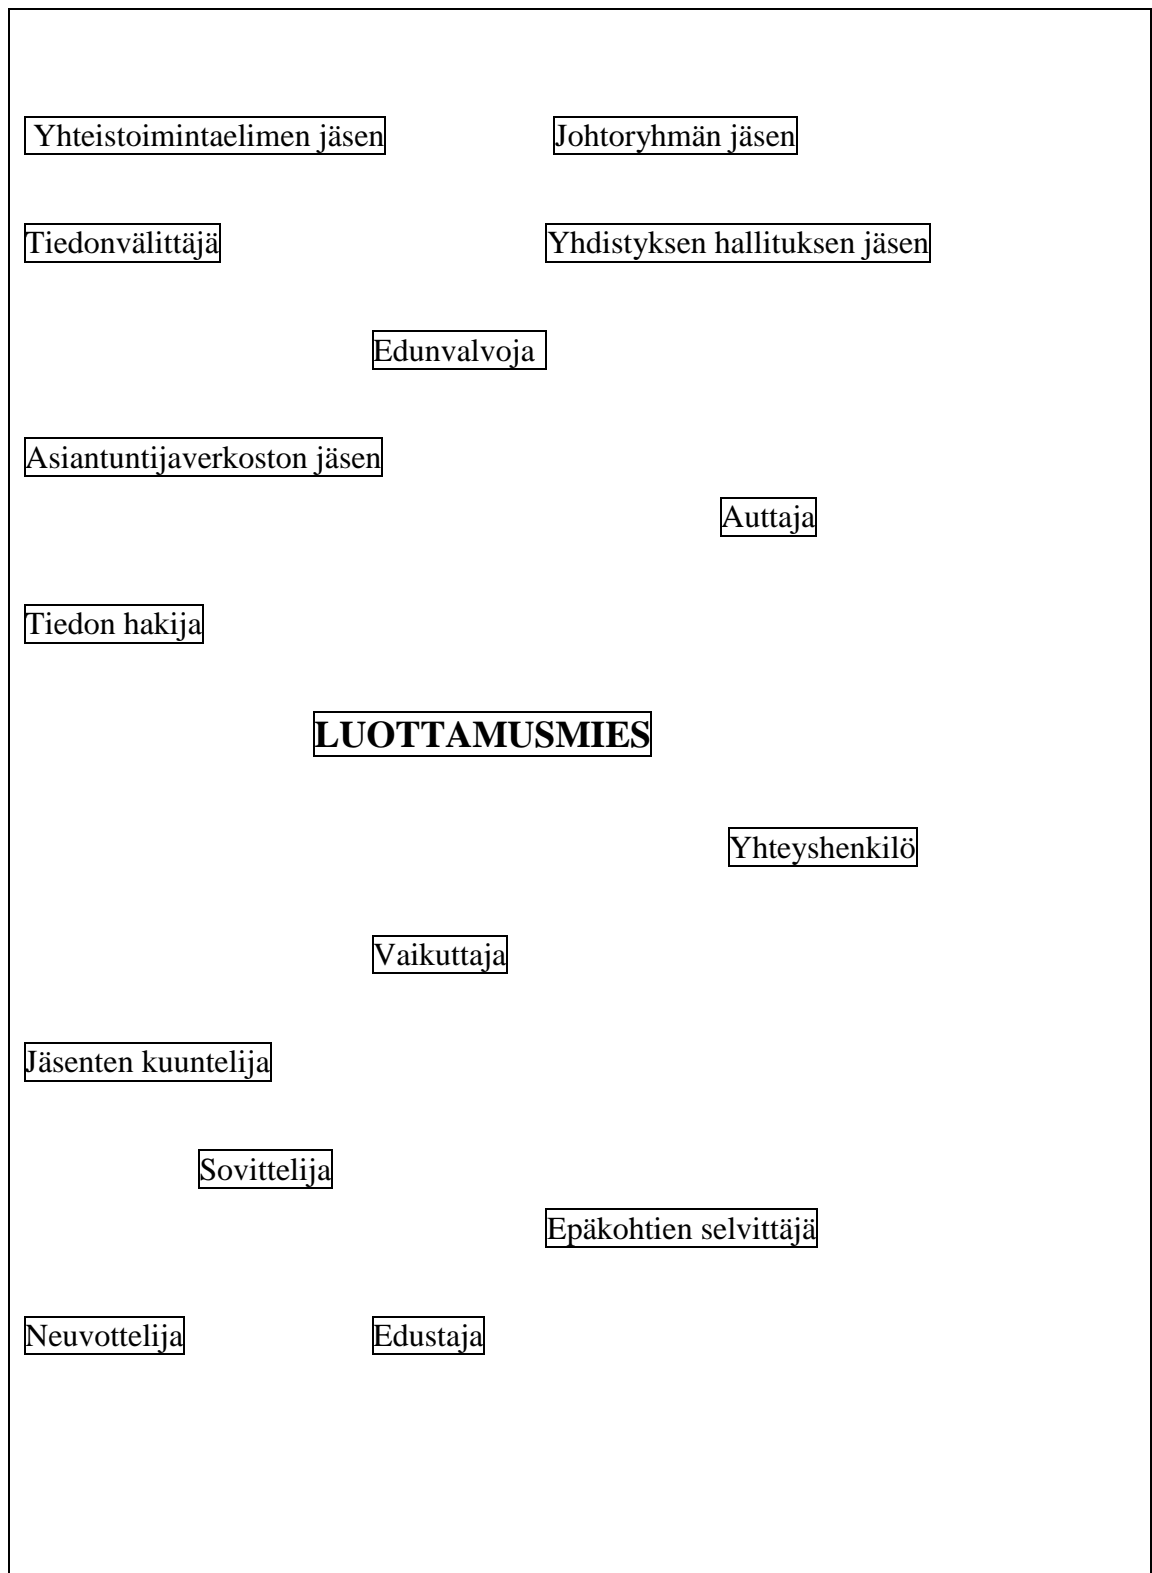 Yhteistoimintaelimen jäsen
Johtoryhmän jäsen
Tiedonvälittäjä
Yhdistyksen hallituksen jäsen
Edunvalvoja
Asiantuntijaverkoston jäsen
Auttaja
Tiedon hakija
LUOTTAMUSMIES
Yhteyshenkilö
Vaikuttaja
Jäsenten kuuntelija
Sovittelija
Epäkohtien selvittäjä
Neuvottelija
Edustaja